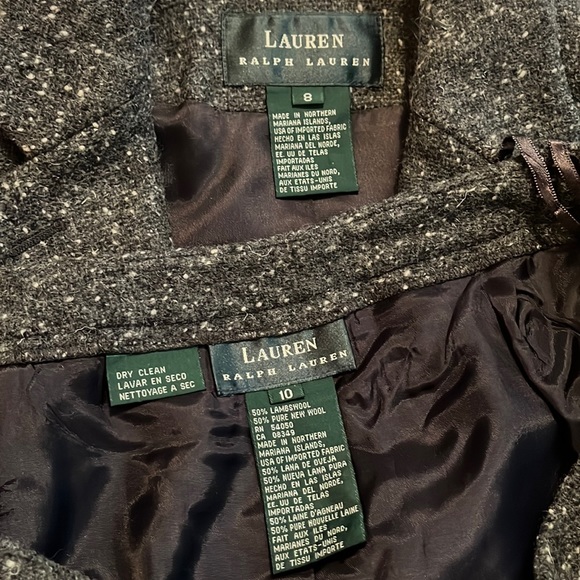 LAUREN
RALPH LAUREN
8
MADE IN NORTHERN
MARIANA ISLANDS,
USA OF IMPORTED FABRIC
HECHO EN LAS ISLAS
MARIANA DEL NORDE,
EE. UU DE TELAS
IMPORTADAS
FAIT AUX ILES
MARIANES DU NORD,
AUX ETATS-UNIS
DE TISSU IMPORTE
DRY CLEAN
LAVAR EN SECO
NETTOYAGE A SEC
LAUREN
RALPH LAUREN
10
50% LAMBSWOOL
50% PURE NEW WOOL
RN 54050
CA 08349
MADE IN NORTHERN
MARIANA ISLANDS,
USA OF IMPORTED FABRIC
50% LANA DE OVEJA
50% NUEVA LANA PURA
HECHO EN LAS ISLAS
MARIANA DEL NORDE,
EE. UU DE TELAS
IMPORTADAS
50% LAINE D'AGNEAU
50% PURE NOUVELLE LAINE
FAIT AUX ILES
MARIANES DU NORD,
AUX ETATS-UNIS
DE TISSU IMPORTE